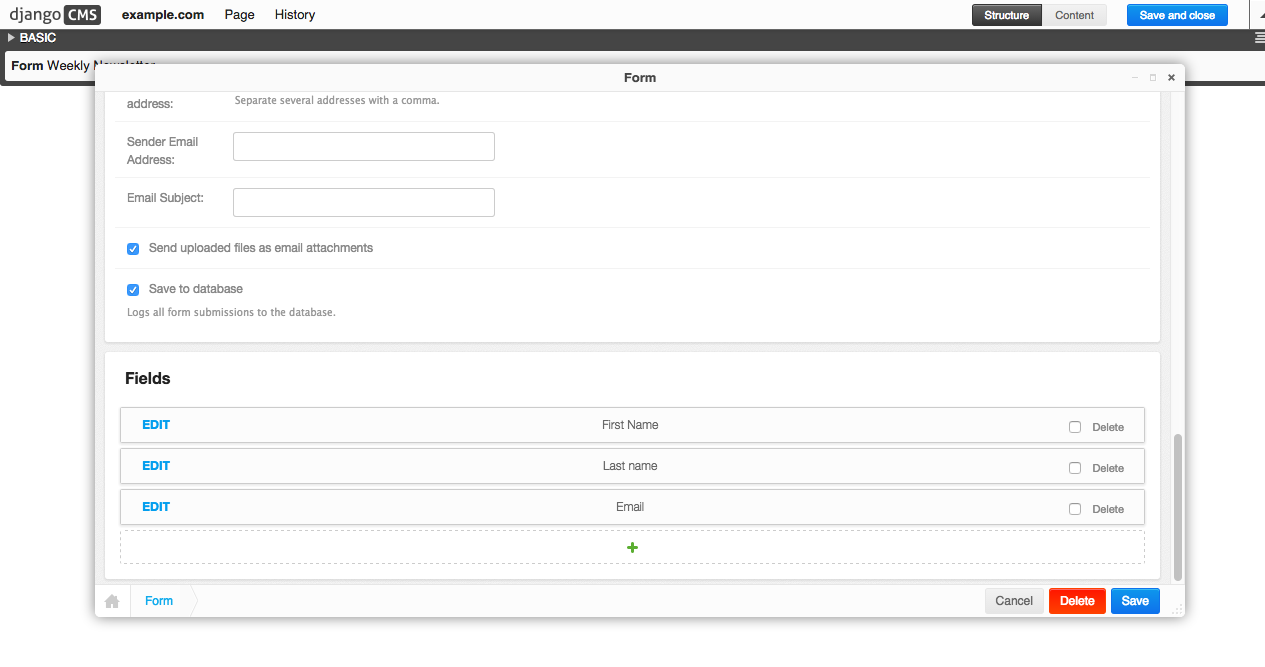 django CMS example.com Page History Structure Content Save and close
BASIC
Form Weekly Newsletter
Form
address:
Separate several addresses with a comma.
Sender Email
Address:
Email Subject:
Send uploaded files as email attachments
Save to database
Logs all form submissions to the database.
Fields
EDIT First Name Delete
EDIT Last name Delete
EDIT Email Delete
Form Cancel Delete Save